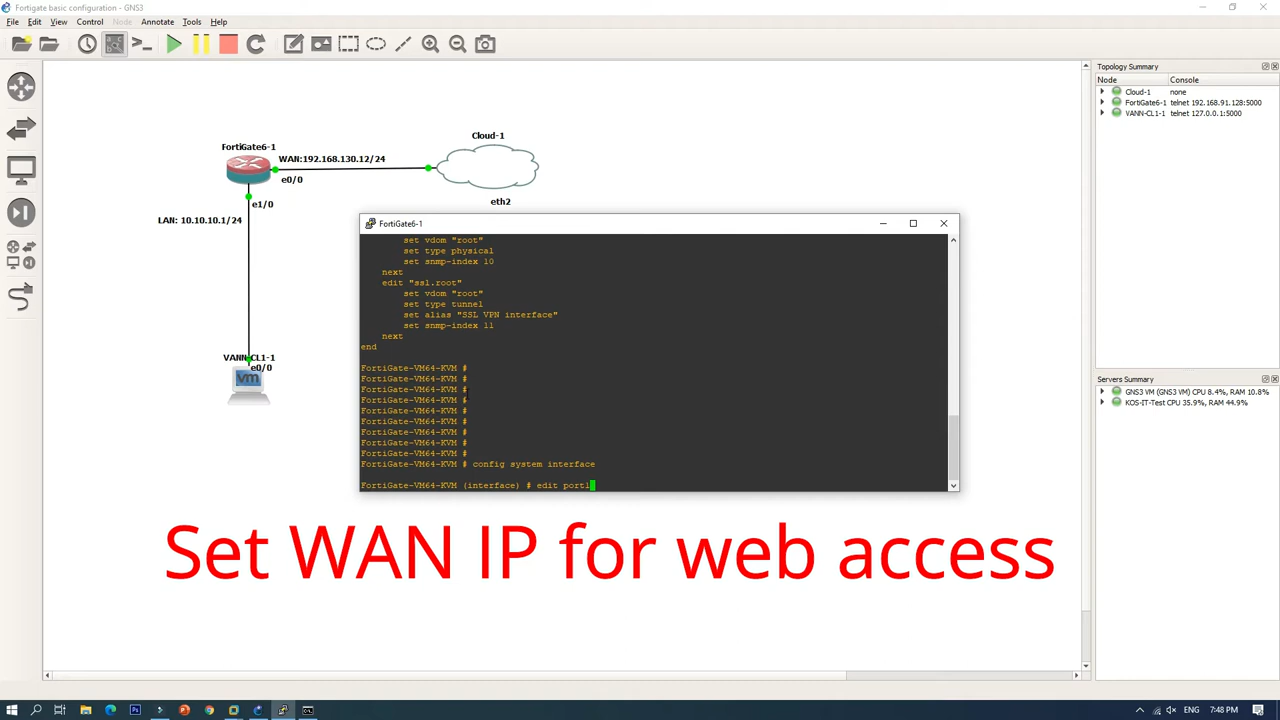 Fortigate basic configuration - GNS3
File Edit View Control Node Annotate Tools Help
Topology Summary
Node Console
Cloud-1 none
FortiGate6-1 telnet 192.168.91.128:5000
VANN-CL1-1 telnet 127.0.0.1:5000
Cloud-1
FortiGate6-1
WAN:192.168.130.12/24
e0/0
eth2
e1/0
LAN: 10.10.10.1/24
FortiGate6-1
set vdom "root"
set type physical
set snmp-index 10
next
edit "ssl.root"
set vdom "root"
set type tunnel
set alias "SSL VPN interface"
set snmp-index 11
next
end
FortiGate-VM64-KVM #
FortiGate-VM64-KVM #
FortiGate-VM64-KVM #
FortiGate-VM64-KVM #
FortiGate-VM64-KVM #
FortiGate-VM64-KVM #
FortiGate-VM64-KVM #
FortiGate-VM64-KVM #
FortiGate-VM64-KVM #
FortiGate-VM64-KVM # config system interface
FortiGate-VM64-KVM (interface) # edit port1
VANN-CL1-1
e0/0
vm
Servers Summary
GNS3 VM (GNS3 VM) CPU 8.4%, RAM 10.8%
KOS-IT-Test CPU 35.9%, RAM 44.9%
Set WAN IP for web access
ENG 7:48 PM